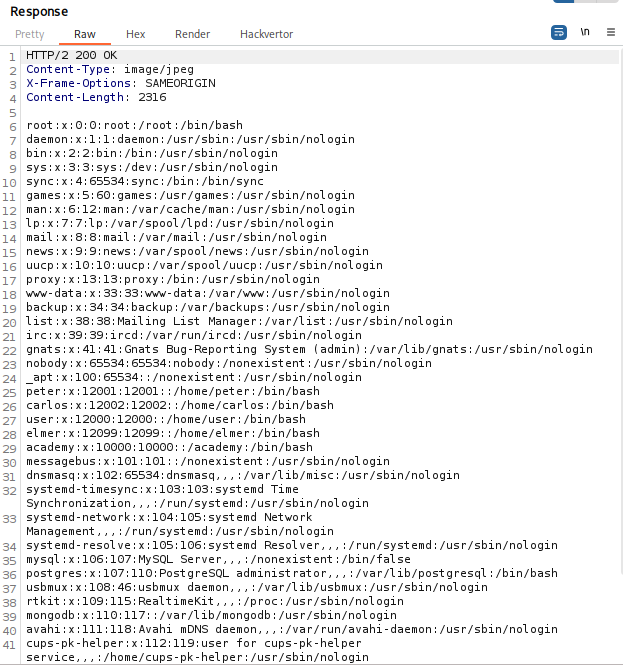 Response
Pretty Raw Hex Render Hackvertor \n
1 HTTP/2 200 OK
2 Content-Type: image/jpeg
3 X-Frame-Options: SAMEORIGIN
4 Content-Length: 2316
5
6 root:x:0:0:root:/root:/bin/bash
7 daemon:x:1:1:daemon:/usr/sbin:/usr/sbin/nologin
8 bin:x:2:2:bin:/bin:/usr/sbin/nologin
9 sys:x:3:3:sys:/dev:/usr/sbin/nologin
10 sync:x:4:65534:sync:/bin:/bin/sync
11 games:x:5:60:games:/usr/games:/usr/sbin/nologin
12 man:x:6:12:man:/var/cache/man:/usr/sbin/nologin
13 lp:x:7:7:lp:/var/spool/lpd:/usr/sbin/nologin
14 mail:x:8:8:mail:/var/mail:/usr/sbin/nologin
15 news:x:9:9:news:/var/spool/news:/usr/sbin/nologin
16 uucp:x:10:10:uucp:/var/spool/uucp:/usr/sbin/nologin
17 proxy:x:13:13:proxy:/bin:/usr/sbin/nologin
18 www-data:x:33:33:www-data:/var/www:/usr/sbin/nologin
19 backup:x:34:34:backup:/var/backups:/usr/sbin/nologin
20 list:x:38:38:Mailing List Manager:/var/list:/usr/sbin/nologin
21 irc:x:39:39:ircd:/var/run/ircd:/usr/sbin/nologin
22 gnats:x:41:41:Gnats Bug-Reporting System (admin):/var/lib/gnats:/usr/sbin/nologin
23 nobody:x:65534:65534:nobody:/nonexistent:/usr/sbin/nologin
24 _apt:x:100:65534::/nonexistent:/usr/sbin/nologin
25 peter:x:12001:12001::/home/peter:/bin/bash
26 carlos:x:12002:12002::/home/carlos:/bin/bash
27 user:x:12000:12000::/home/user:/bin/bash
28 elmer:x:12099:12099::/home/elmer:/bin/bash
29 academy:x:10000:10000::/academy:/bin/bash
30 messagebus:x:101:101::/nonexistent:/usr/sbin/nologin
31 dnsmasq:x:102:65534:dnsmasq,,,:/var/lib/misc:/usr/sbin/nologin
32 systemd-timesync:x:103:103:systemd Time
Synchronization,,,:/run/systemd:/usr/sbin/nologin
33 systemd-network:x:104:105:systemd Network
Management,,,:/run/systemd:/usr/sbin/nologin
34 systemd-resolve:x:105:106:systemd Resolver,,,:/run/systemd:/usr/sbin/nologin
35 mysql:x:106:107:MySQL Server,,,:/nonexistent:/bin/false
36 postgres:x:107:110:PostgreSQL administrator,,,:/var/lib/postgresql:/bin/bash
37 usbmux:x:108:46:usbmux daemon,,,:/var/lib/usbmux:/usr/sbin/nologin
38 rtkit:x:109:115:RealtimeKit,,,:/proc:/usr/sbin/nologin
39 mongodb:x:110:117::/var/lib/mongodb:/usr/sbin/nologin
40 avahi:x:111:118:Avahi mDNS daemon,,,:/var/run/avahi-daemon:/usr/sbin/nologin
41 cups-pk-helper:x:112:119:user for cups-pk-helper
service,,,:/home/cups-pk-helper:/usr/sbin/nologin